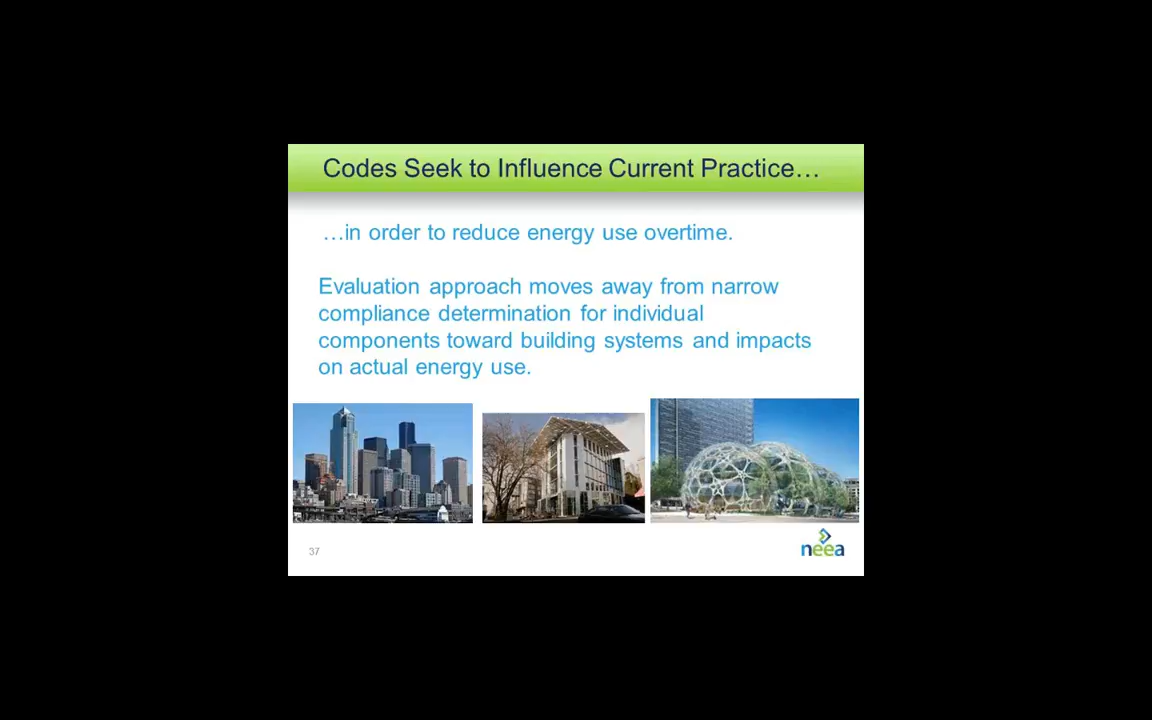 Codes Seek to Influence Current Practice…
…in order to reduce energy use overtime.
Evaluation approach moves away from narrow
compliance determination for individual
components toward building systems and impacts
on actual energy use.
37
neea